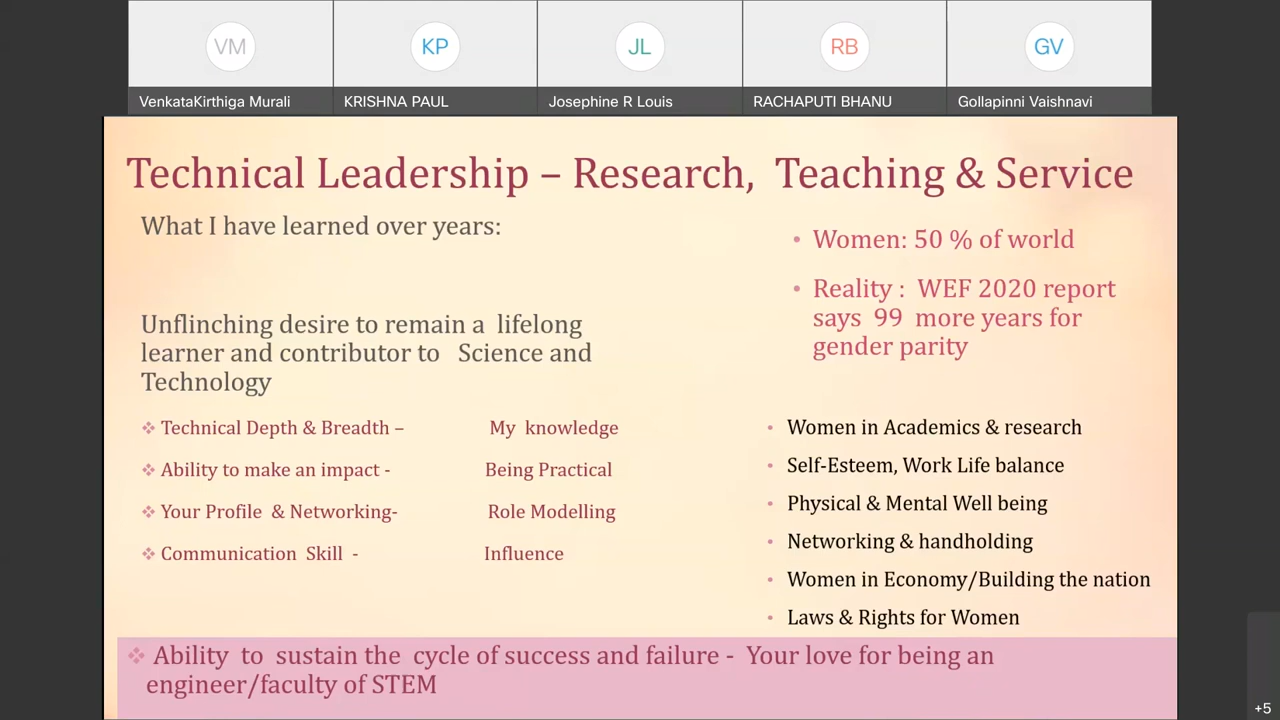 VM
KP
JL
RB
GV
VenkataKirthiga Murali
KRISHNA PAUL
Josephine R Louis
RACHAPUTI BHANU
Gollapinni Vaishnavi
Technical Leadership – Research, Teaching & Service
What I have learned over years:
Unflinching desire to remain a lifelong
learner and contributor to Science and
Technology
❖ Technical Depth & Breadth – My knowledge
❖ Ability to make an impact - Being Practical
❖ Your Profile & Networking- Role Modelling
❖ Communication Skill - Influence
• Women: 50 % of world
• Reality : WEF 2020 report
says 99 more years for
gender parity
• Women in Academics & research
• Self-Esteem, Work Life balance
• Physical & Mental Well being
• Networking & handholding
• Women in Economy/Building the nation
• Laws & Rights for Women
❖ Ability to sustain the cycle of success and failure - Your love for being an
engineer/faculty of STEM
+5